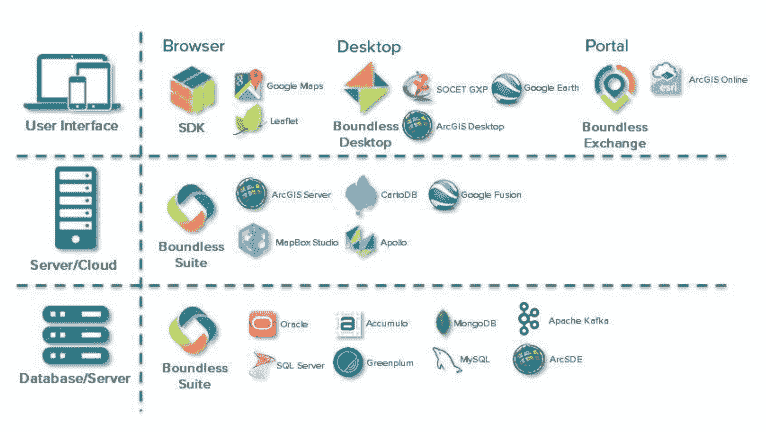 Browser
Desktop
Portal
User Interface
SDK
Google Maps
Leaflet
Boundless
Desktop
SOCET GXP
Google Earth
ArcGIS Desktop
Boundless
Exchange
esri
ArcGIS Online
Server/Cloud
Boundless
Suite
ArcGIS Server
CartoDB
Google Fusion
MapBox Studio
Apollo
Database/Server
Boundless
Suite
Oracle
a
Accumulo
MongoDB
Apache Kafka
SQL Server
Greenplum
MySQL
ArcSDE